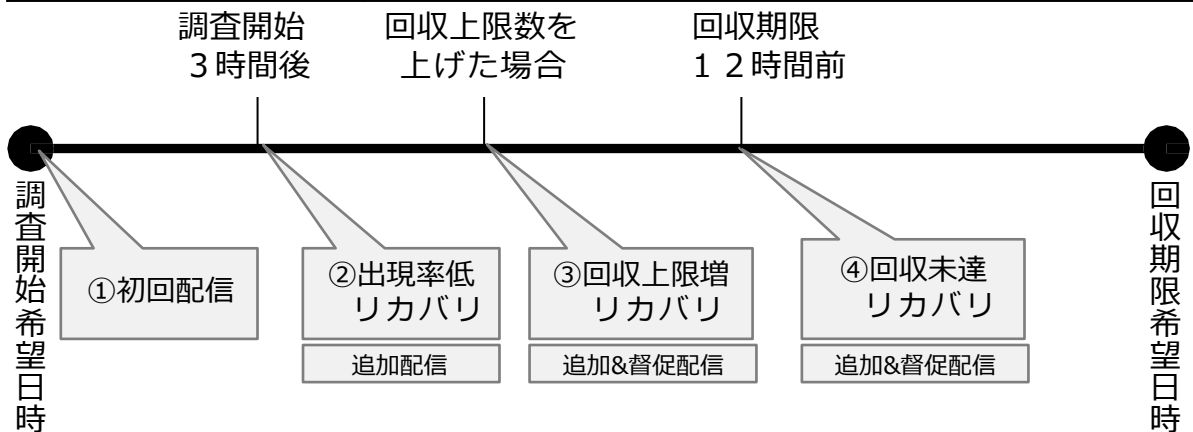 調査開始
３時間後
回収上限数を
上げた場合
回収期限
１２時間前
調査開始希望日時
①初回配信
②出現率低
リカバリ
追加配信
③回収上限増
リカバリ
追加&督促配信
④回収未達
リカバリ
追加&督促配信
回収期限希望日時